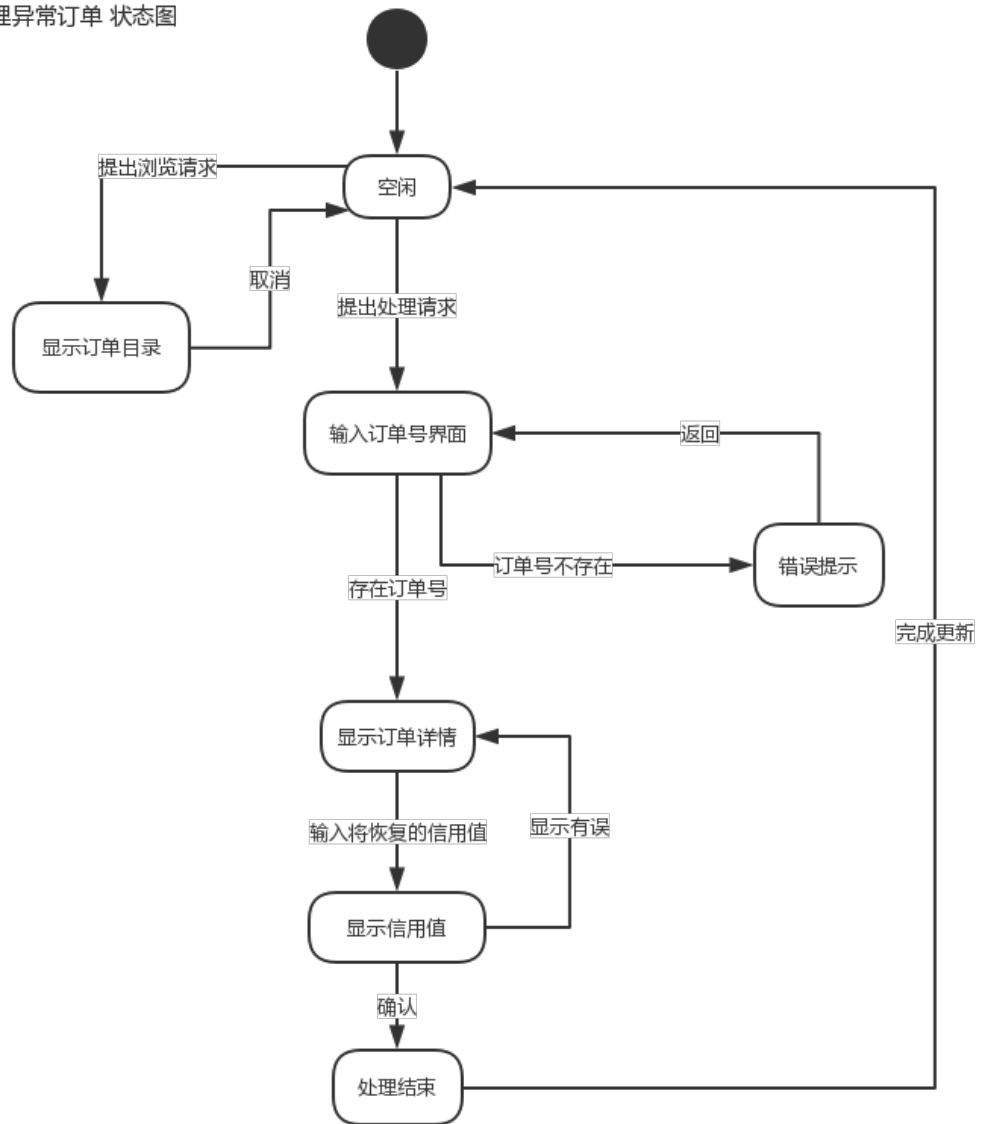 理异常订单 状态图
提出浏览请求
空闲
取消
提出处理请求
显示订单目录
输入订单号界面
返回
订单号不存在
错误提示
存在订单号
完成更新
显示订单详情
输入将恢复的信用值
显示有误
显示信用值
确认
处理结束